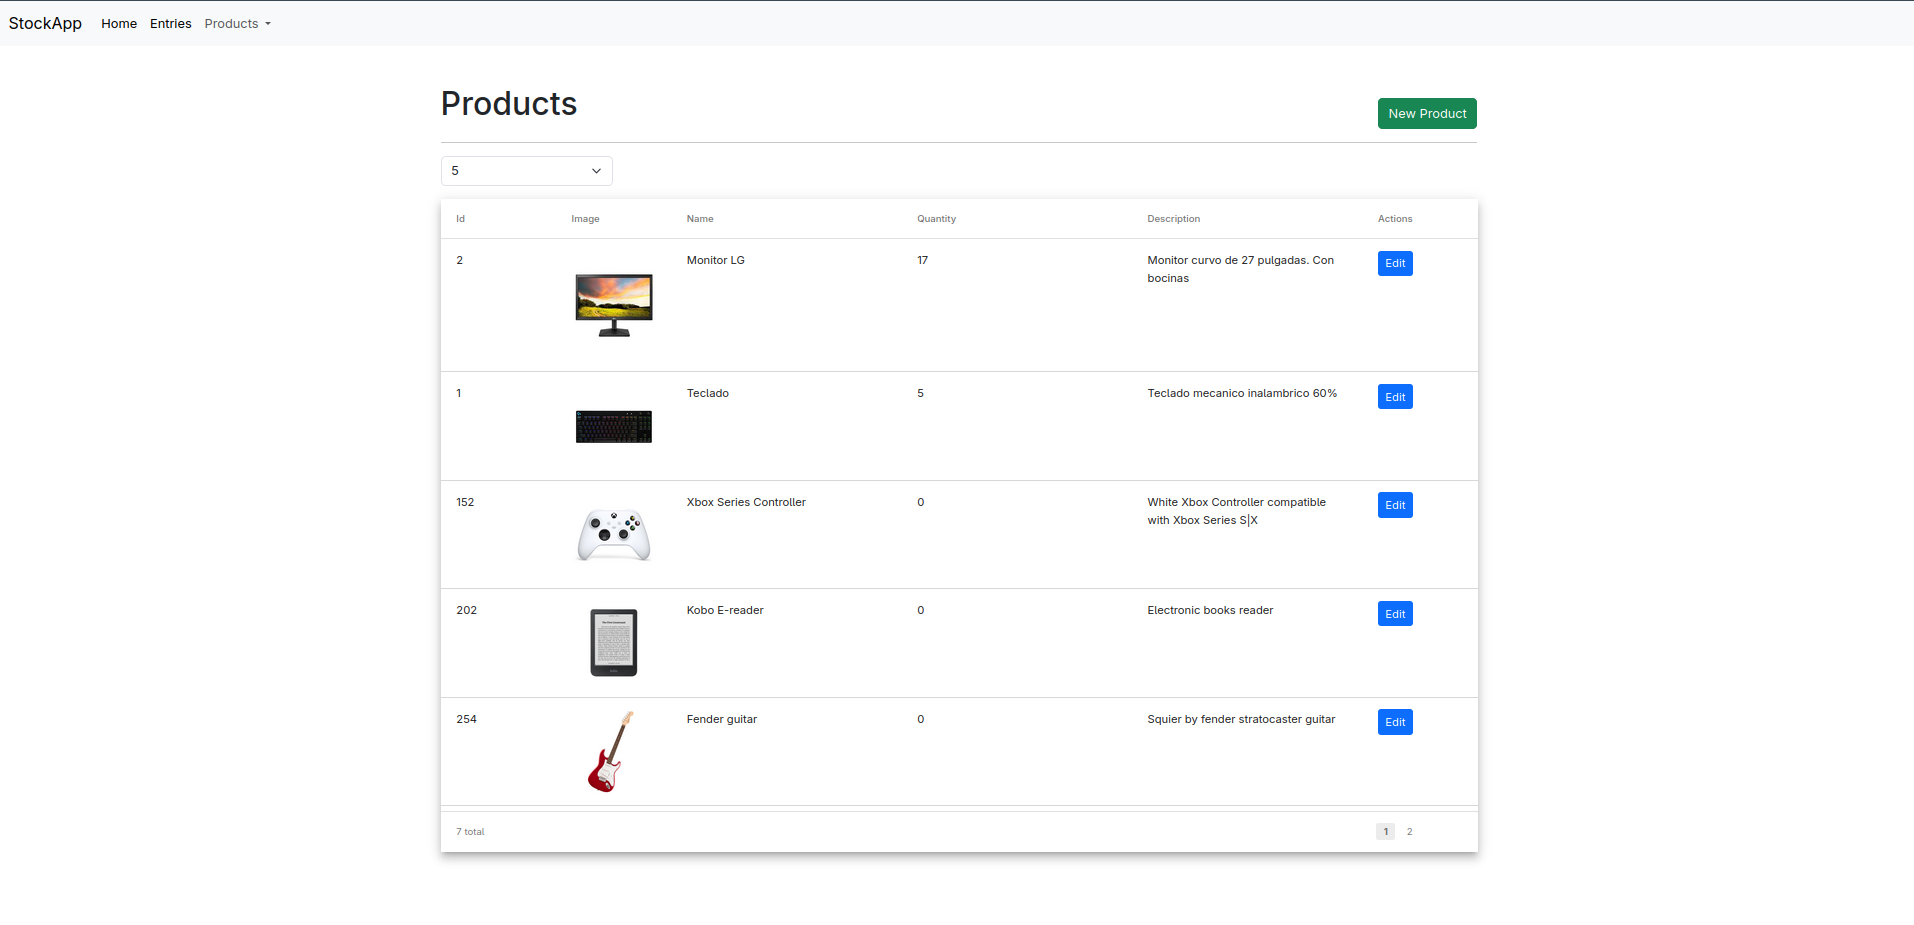 StockApp Home Entries Products
Products
New Product
5
Id Image Name Quantity Description Actions
2 Monitor LG 17 Monitor curvo de 27 pulgadas. Con Edit
bocinas
1 Teclado 5 Teclado mecanico inalambrico 60% Edit
152 Xbox Series Controller 0 White Xbox Controller compatible Edit
with Xbox Series S|X
202 Kobo E-reader 0 Electronic books reader Edit
254 Fender guitar 0 Squier by fender stratocaster guitar Edit
7 total 1 2